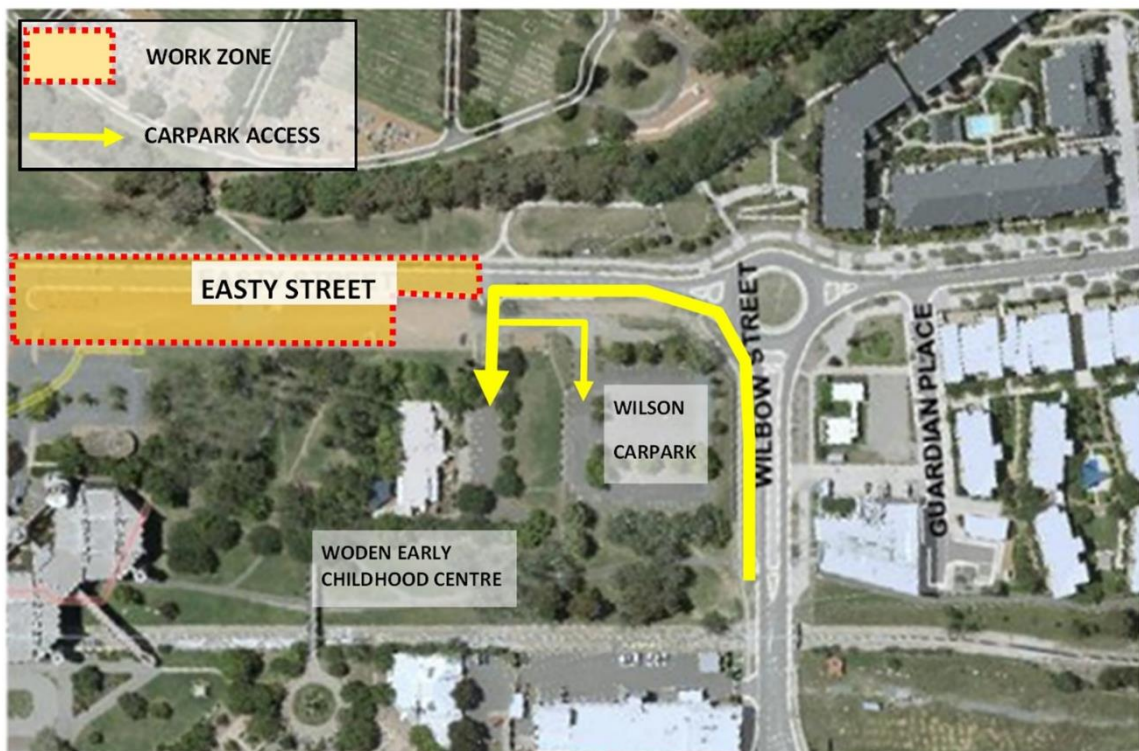 WORK ZONE
CARPARK ACCESS
EASTY STREET
WILBOW STREET
GUARDIAN PLACE
WILSON
CARPARK
WODEN EARLY
CHILDHOOD CENTRE